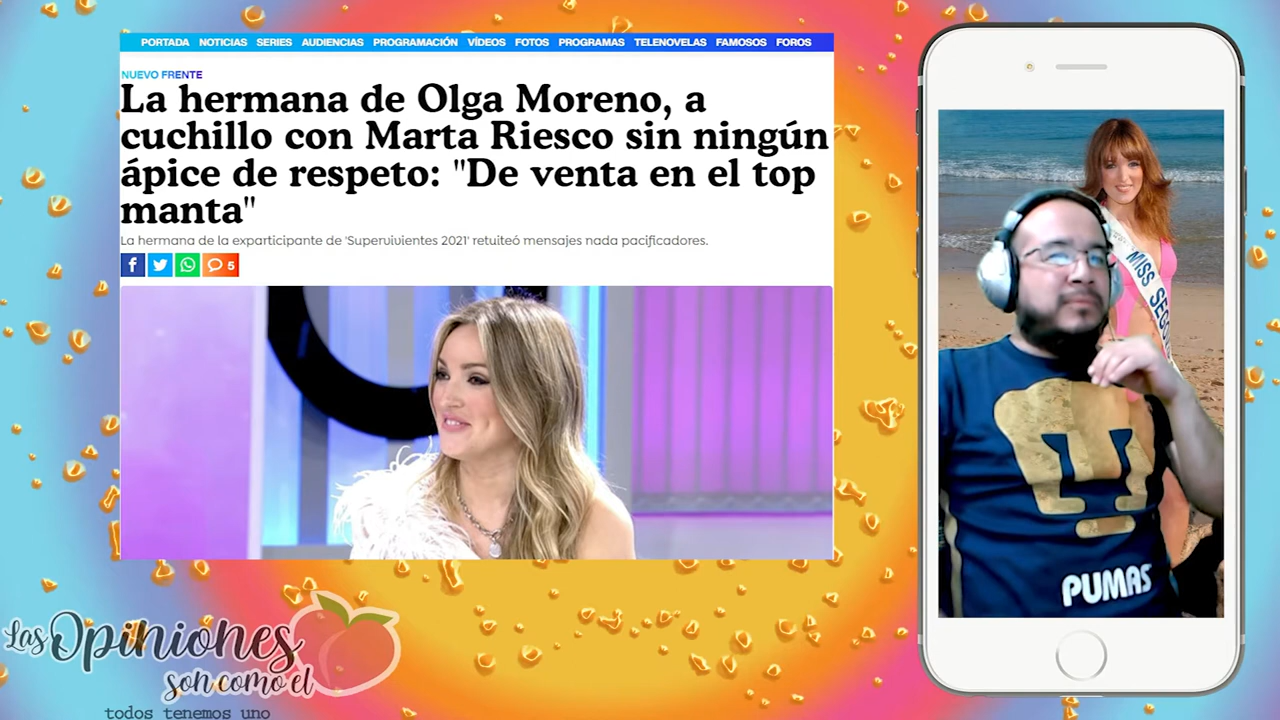 PORTADA NOTICIAS SERIES AUDIENCIAS PROGRAMACIÓN VÍDEOS FOTOS PROGRAMAS TELENOVELAS FAMOSOS FOROS
NUEVO FRENTE
La hermana de Olga Moreno, a
cuchillo con Marta Riesco sin ningún
ápice de respeto: "De venta en el top
manta"
La hermana de la exparticipante de 'Supervivientes 2021' retuiteó mensajes nada pacificadores.
5
MISS
PUMAS
Las Opiniones
son como el
todos tenemos uno